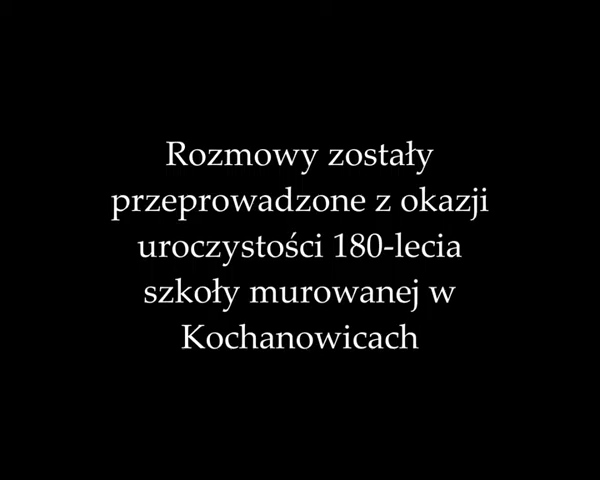 Rozmowy zostały
przeprowadzone z okazji
uroczystości 180-lecia
szkoły murowanej w
Kochanowicach